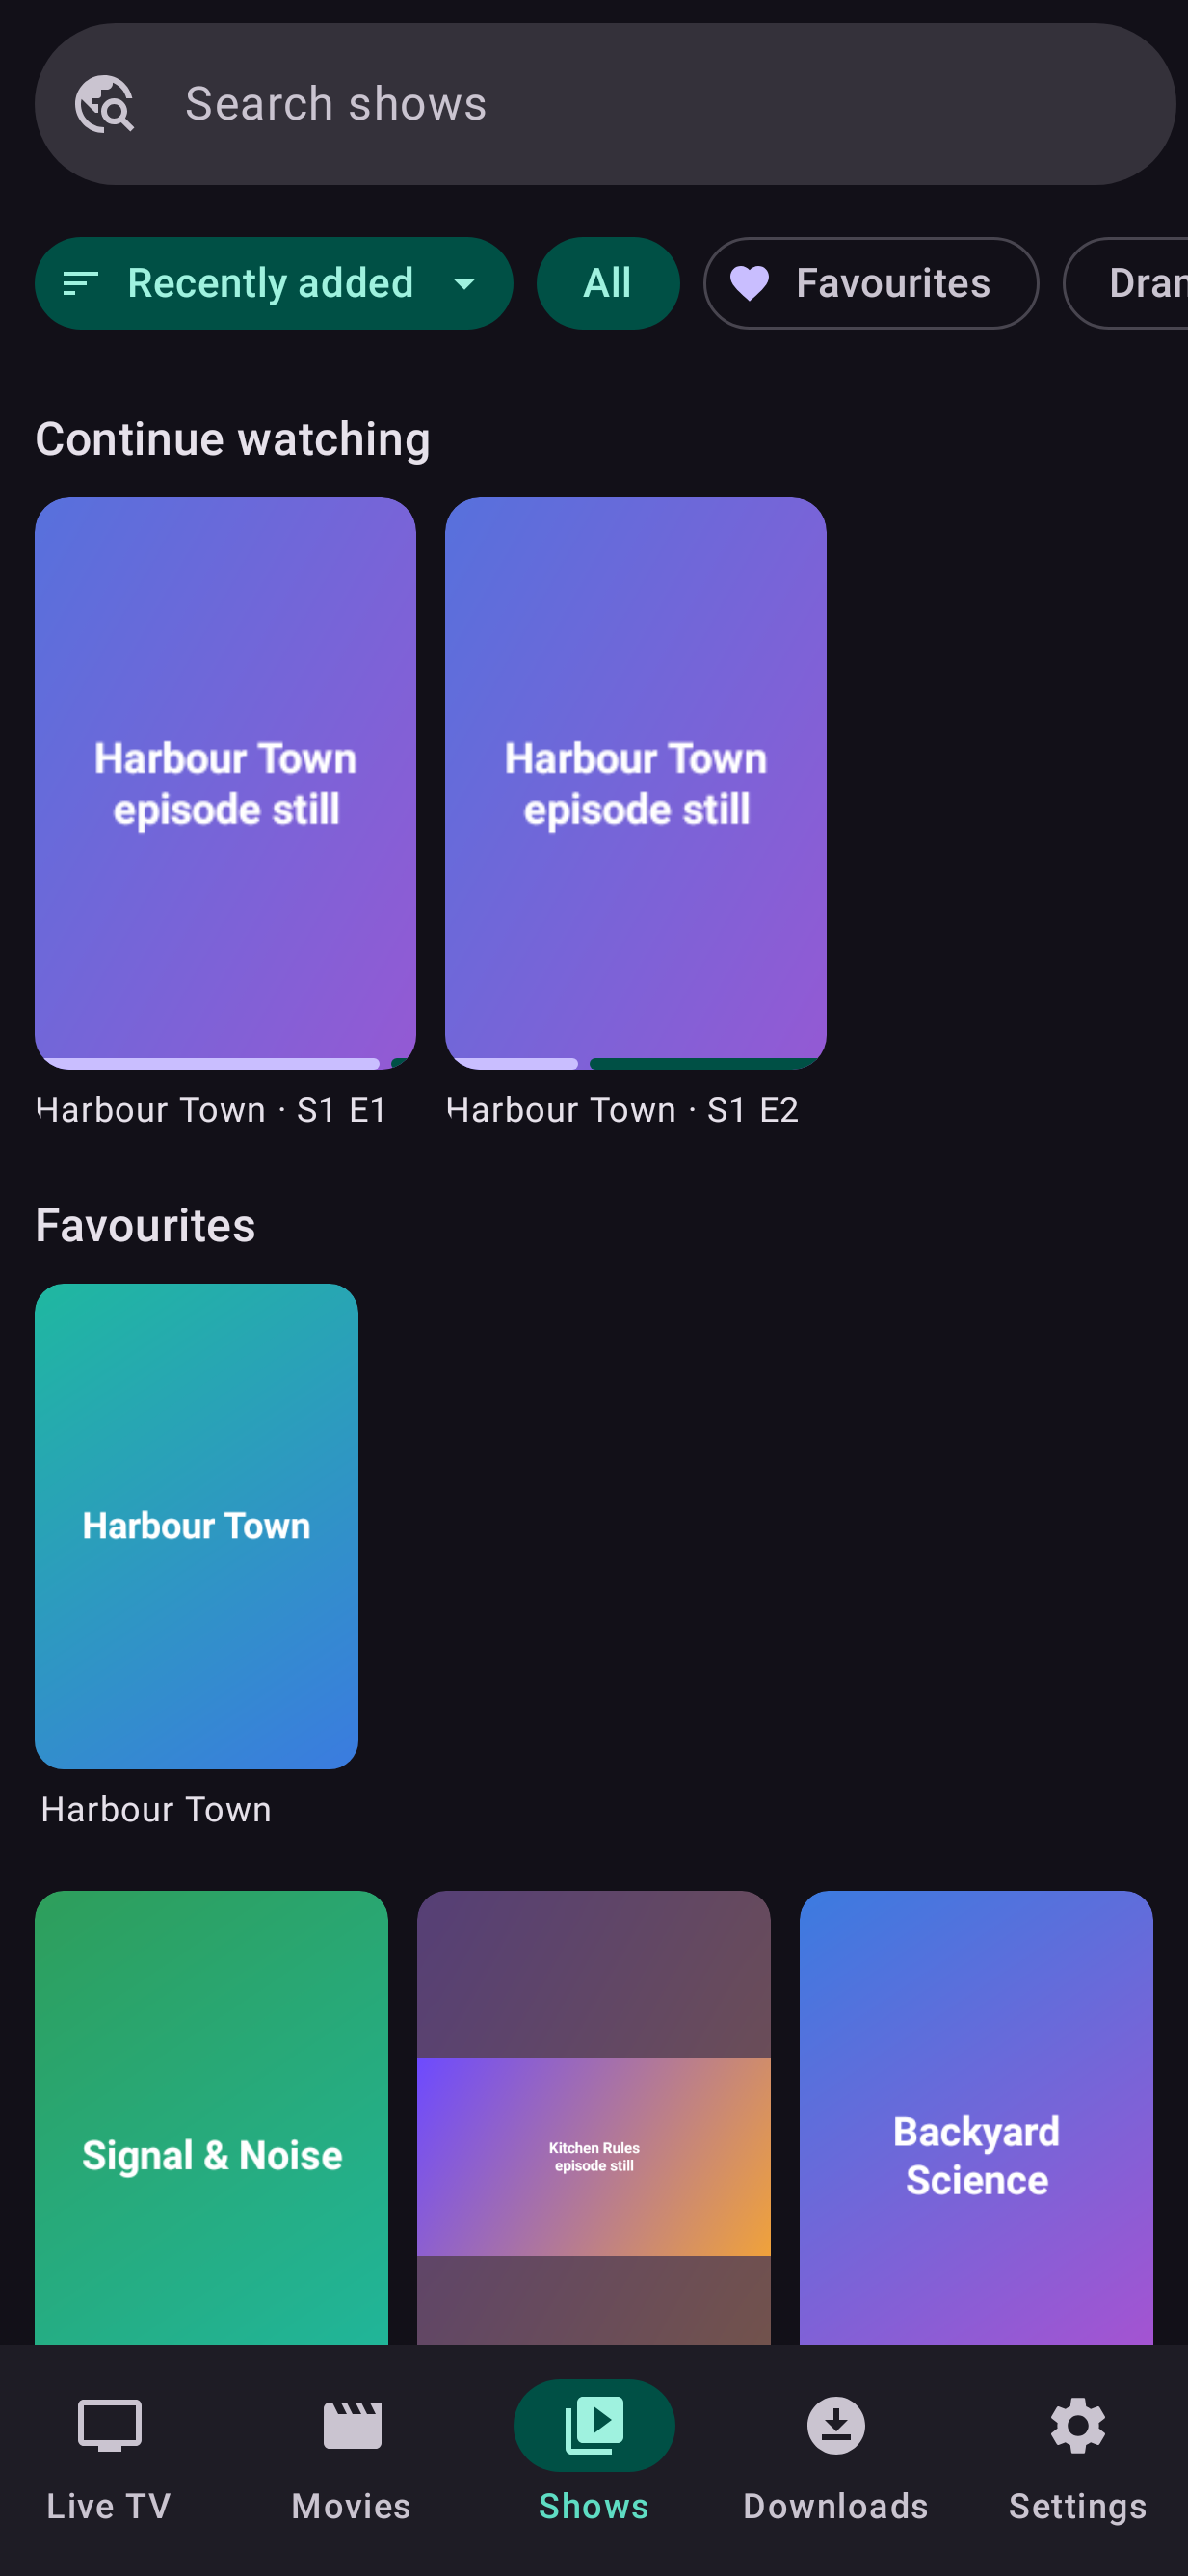 Search shows
Recently added
All
Favourites
Dran
Continue watching
Harbour Town
episode still
Harbour Town
episode still
Harbour Town · S1 E1
Harbour Town · S1 E2
Favourites
Harbour Town
Harbour Town
Signal & Noise
Kitchen Rules
episode still
Backyard
Science
Live TV
Movies
Shows
Downloads
Settings